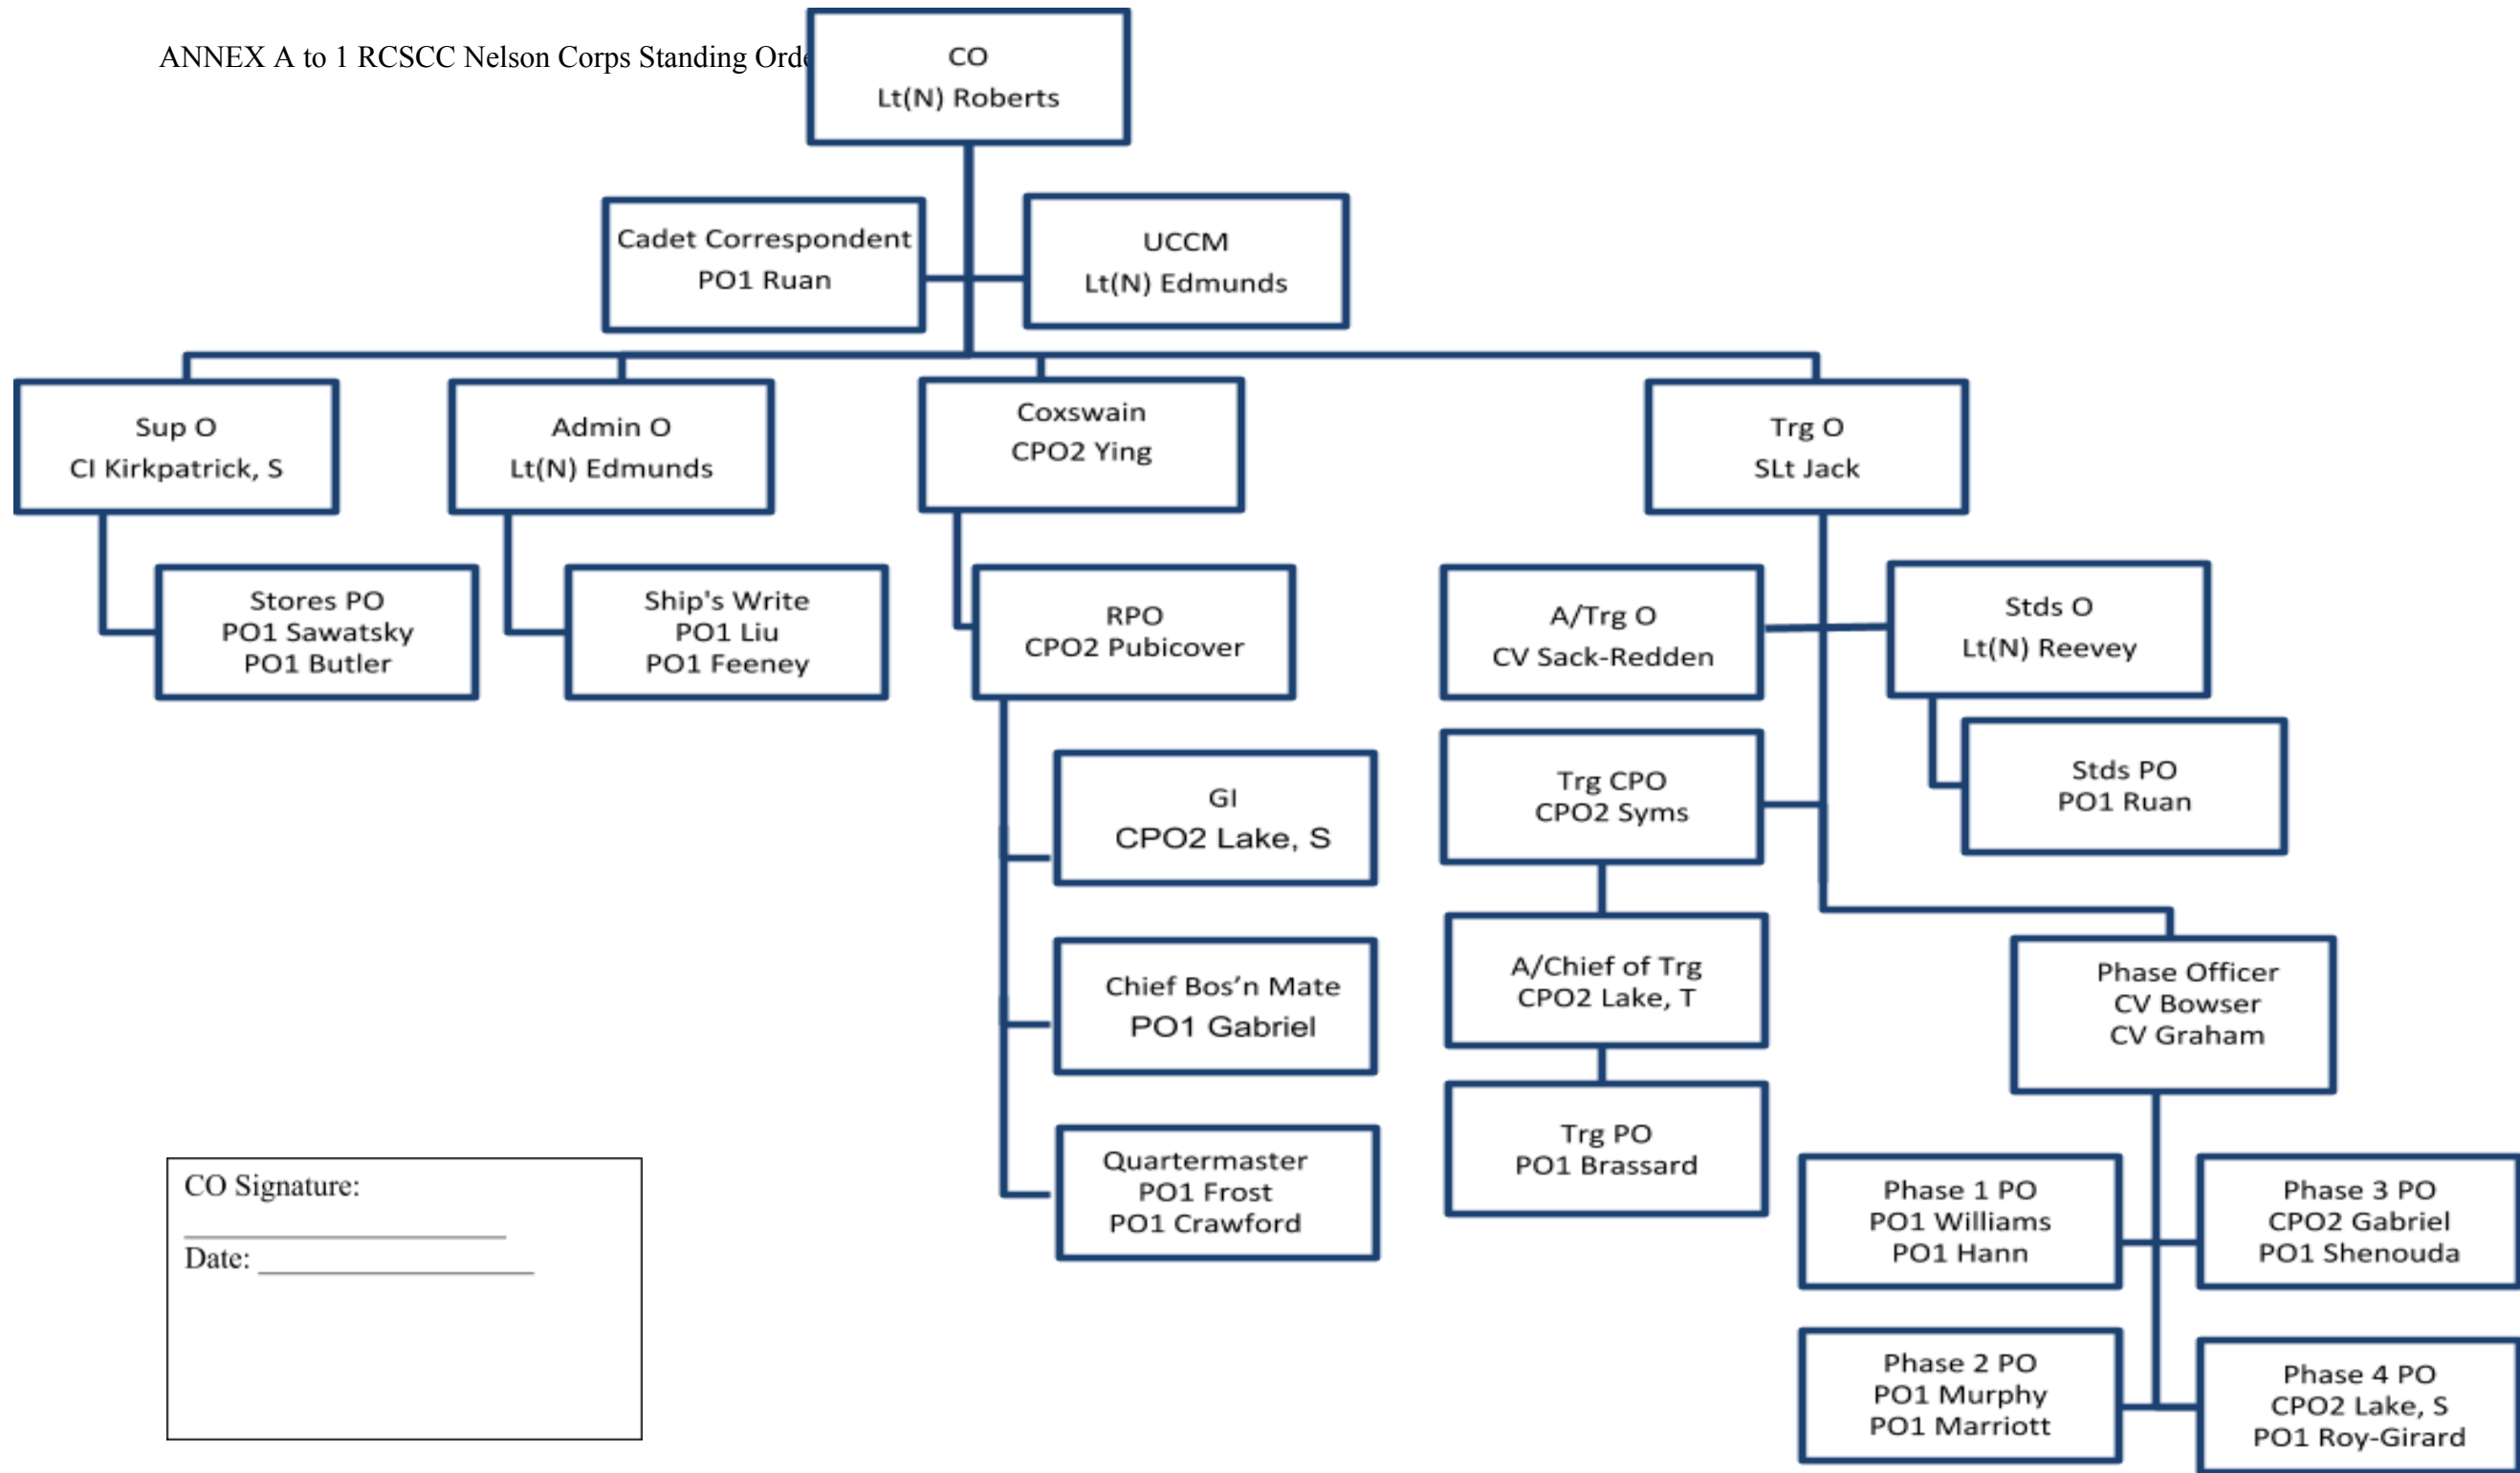 ANNEX A to 1 RCSCC Nelson Corps Standing Orde
CO
Lt(N) Roberts
Cadet Correspondent
PO1 Ruan
UCCM
Lt(N) Edmunds
Sup O
CI Kirkpatrick, S
Admin O
Lt(N) Edmunds
Coxswain
CPO2 Ying
Trg O
SLt Jack
Stores PO
PO1 Sawatsky
PO1 Butler
Ship's Write
PO1 Liu
PO1 Feeney
RPO
CPO2 Pubicover
A/Trg O
CV Sack-Redden
Stds O
Lt(N) Reevey
Stds PO
PO1 Ruan
GI
CPO2 Lake, S
Trg CPO
CPO2 Syms
Chief Bos’n Mate
PO1 Gabriel
A/Chief of Trg
CPO2 Lake, T
Phase Officer
CV Bowser
CV Graham
Quartermaster
PO1 Frost
PO1 Crawford
Trg PO
PO1 Brassard
Phase 1 PO
PO1 Williams
PO1 Hann
Phase 3 PO
CPO2 Gabriel
PO1 Shenouda
Phase 2 PO
PO1 Murphy
PO1 Marriott
Phase 4 PO
CPO2 Lake, S
PO1 Roy-Girard
CO Signature:
Date: